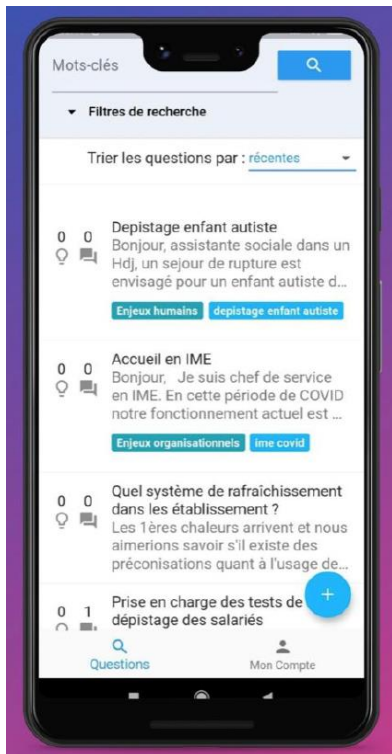 Mots-clés
Filtres de recherche
Trier les questions par : récentes
0 0 Depistage enfant autiste
Bonjour, assistante sociale dans un
Hdj, un sejour de rupture est
envisagé pour un enfant autiste d...
Enjeux humains depistage enfant autiste
0 0 Accueil en IME
Bonjour, Je suis chef de service
en IME. En cette période de COVID
notre fonctionnement actuel est ...
Enjeux organisationnels ime covid
0 0 Quel système de rafraîchissement
dans les établissement ?
Les 1ères chaleurs arrivent et nous
aimerions savoir s'il existe des
préconisations quant à l'usage de...
0 1 Prise en charge des tests de
dépistage des salariés
Questions Mon Compte